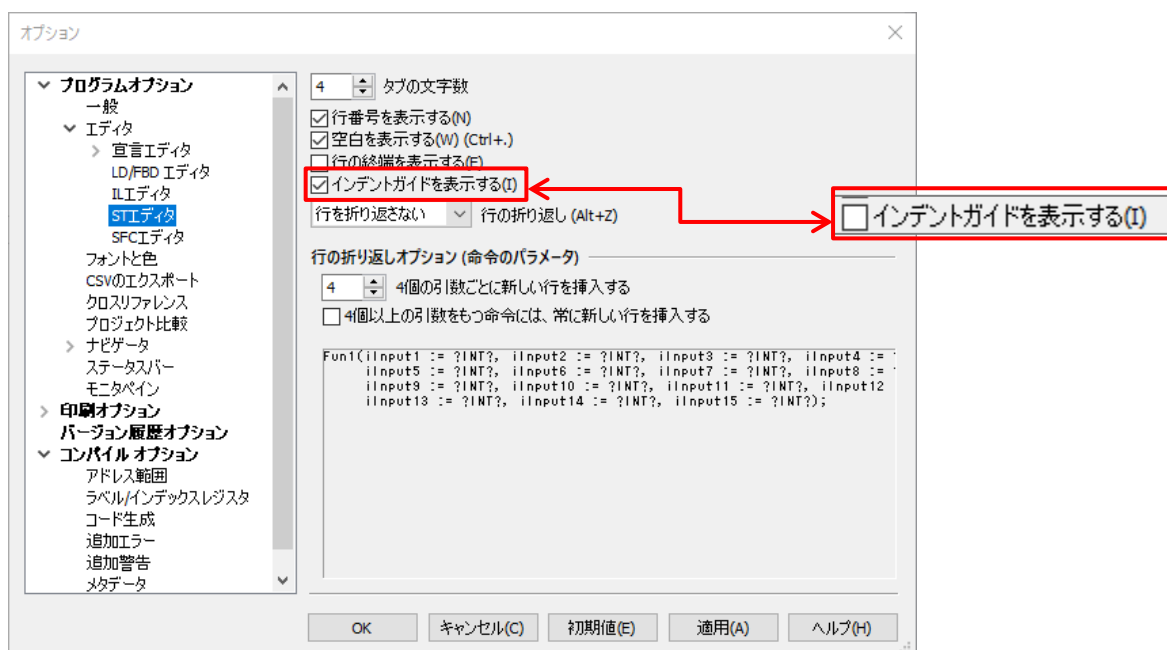 オプション
プログラムオプション
一般
エディタ
宣言エディタ
LD/FBD エディタ
ILエディタ
STエディタ
SFCエディタ
フォントと色
CSVのエクスポート
クロスリファレンス
プロジェクト比較
ナビゲータ
ステータスバー
モニタペイン
印刷オプション
バージョン履歴オプション
コンパイル オプション
アドレス範囲
ラベル/インデックスレジスタ
コード生成
追加エラー
追加警告
メタデータ
4 タブの文字数
行番号を表示する(N)
空白を表示する(W) (Ctrl+.)
行の終端を表示する(E)
インデントガイドを表示する(I)
行を折り返さない 行の折り返し (Alt+Z)
行の折り返しオプション (命令のパラメータ)
4 4個の引数ごとに新しい行を挿入する
4個以上の引数をもつ命令には、常に新しい行を挿入する
Fun1(iInput1 := ?INT?, iInput2 := ?INT?, iInput3 := ?INT?, iInput4 :=
iInput5 := ?INT?, iInput6 := ?INT?, iInput7 := ?INT?, iInput8 :=
iInput9 := ?INT?, iInput10 := ?INT?, iInput11 := ?INT?, iInput12
iInput13 := ?INT?, iInput14 := ?INT?, iInput15 := ?INT?);
OK キャンセル(C) 初期値(E) 適用(A) ヘルプ(H)
インデントガイドを表示する(I)